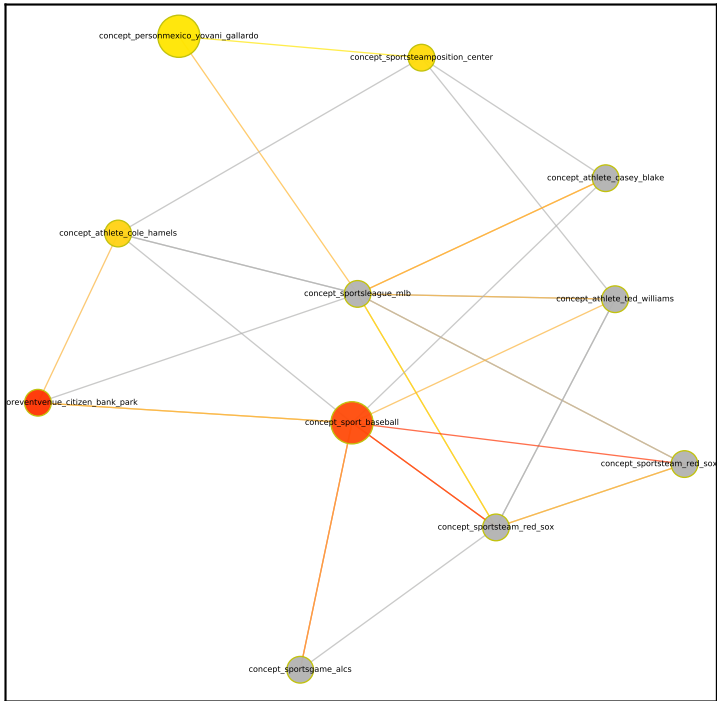 concept_personmexico_yovani_gallardo
concept_sportsteamposition_center
concept_athlete_casey_blake
concept_athlete_cole_hamels
concept_sportsleague_mlb
concept_athlete_ted_williams
oreventvenue_citizen_bank_park
concept_sport_baseball
concept_sportsteam_red_sox
concept_sportsteam_red_sox
concept_sportsgame_alcs